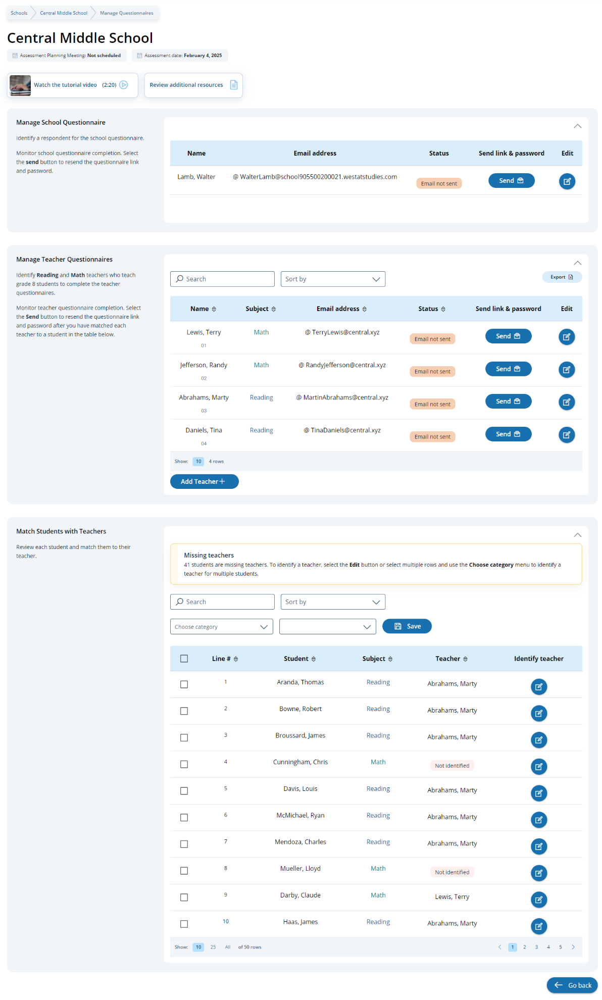 Schools
Central Middle School
Manage Questionnaires
Central Middle School
Assessment Planning Meeting: Not scheduled
Assessment date: February 4, 2025
Watch the tutorial video (2:20)
Review additional resources
Manage School Questionnaire
Identify a respondent for the school questionnaire.
Monitor school questionnaire completion. Select
the send button to resend the questionnaire link
and password.
Name Email address Status Send link & password Edit
Lamb, Walter @ WalterLamb@school905500200021.westatstudies.com Email not sent Send
Manage Teacher Questionnaires
Identify Reading and Math teachers who teach
grade 8 students to complete the teacher
questionnaires.
Monitor teacher questionnaire completion. Select
the Send button to resend the questionnaire link
and password after you have matched each
teacher to a student in the table below.
Search Sort by Export
Name Subject Email address Status Send link & password Edit
Lewis, Terry Math @ TerryLewis@central.xyz Email not sent Send
01
Jefferson, Randy Math @ RandyJefferson@central.xyz Email not sent Send
02
Abrahams, Marty Reading @ MartinAbrahams@central.xyz Email not sent Send
03
Daniels, Tina Reading @ TinaDaniels@central.xyz Email not sent Send
04
Show: 10 4 rows
Add Teacher+
Match Students with Teachers
Review each student and match them to their
teacher.
Missing teachers
41 students are missing teachers. To identify a teacher, select the Edit button or select multiple rows and use the Choose category menu to identify a
teacher for multiple students.
Search Sort by
Choose category Save
Line # Student Subject Teacher Identify teacher
1 Aranda, Thomas Reading Abrahams, Marty
2 Bowne, Robert Reading Abrahams, Marty
3 Broussard, James Reading Abrahams, Marty
4 Cunningham, Chris Math Not identified
5 Davis, Louis Reading Abrahams, Marty
6 McMichael, Ryan Reading Abrahams, Marty
7 Mendoza, Charles Reading Abrahams, Marty
8 Mueller, Lloyd Math Not identified
9 Darby, Claude Math Lewis, Terry
10 Haas, James Reading Abrahams, Marty
Show: 10 25 All of 50 rows < 1 2 3 4 5 >
Go back